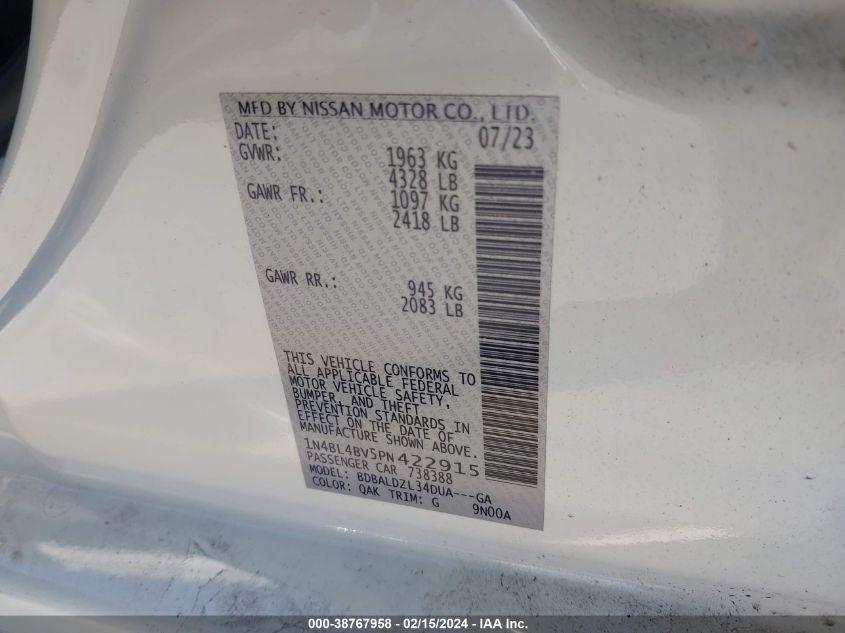 MFD BY NISSAN MOTOR CO., LTD.
DATE: 07/23
GVWR: 1963 KG
4328 LB
GAWR FR.: 1097 KG
2418 LB
GAWR RR.: 945 KG
2083 LB
THIS VEHICLE CONFORMS TO
ALL APPLICABLE FEDERAL
MOTOR VEHICLE SAFETY,
BUMPER, AND THEFT
PREVENTION STANDARDS IN
EFFECT ON THE DATE OF
MANUFACTURE SHOWN ABOVE.
1N4BL4BV5PN422915
PASSENGER CAR 738388
MODEL: BDBALDZL34DUA---GA
COLOR: QAK TRIM: G 9N00A
000-38767958 - 02/15/2024 - IAA Inc.